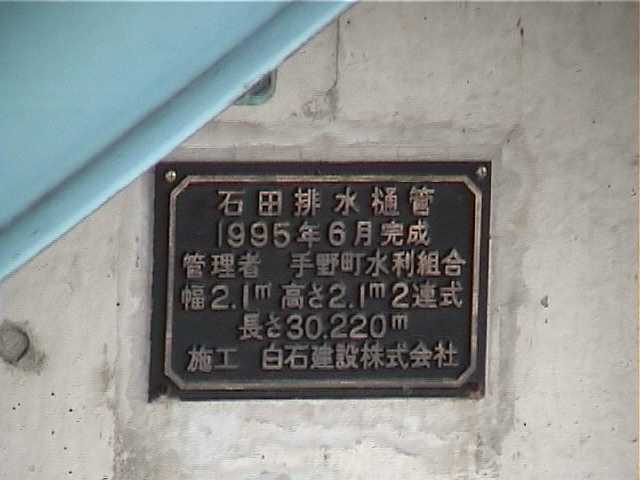 石田排水樋管
1995年6月完成
管理者 手野町水利組合
幅2.1m 高さ2.1m 2連式
長さ30.220m
施工 白石建設株式会社